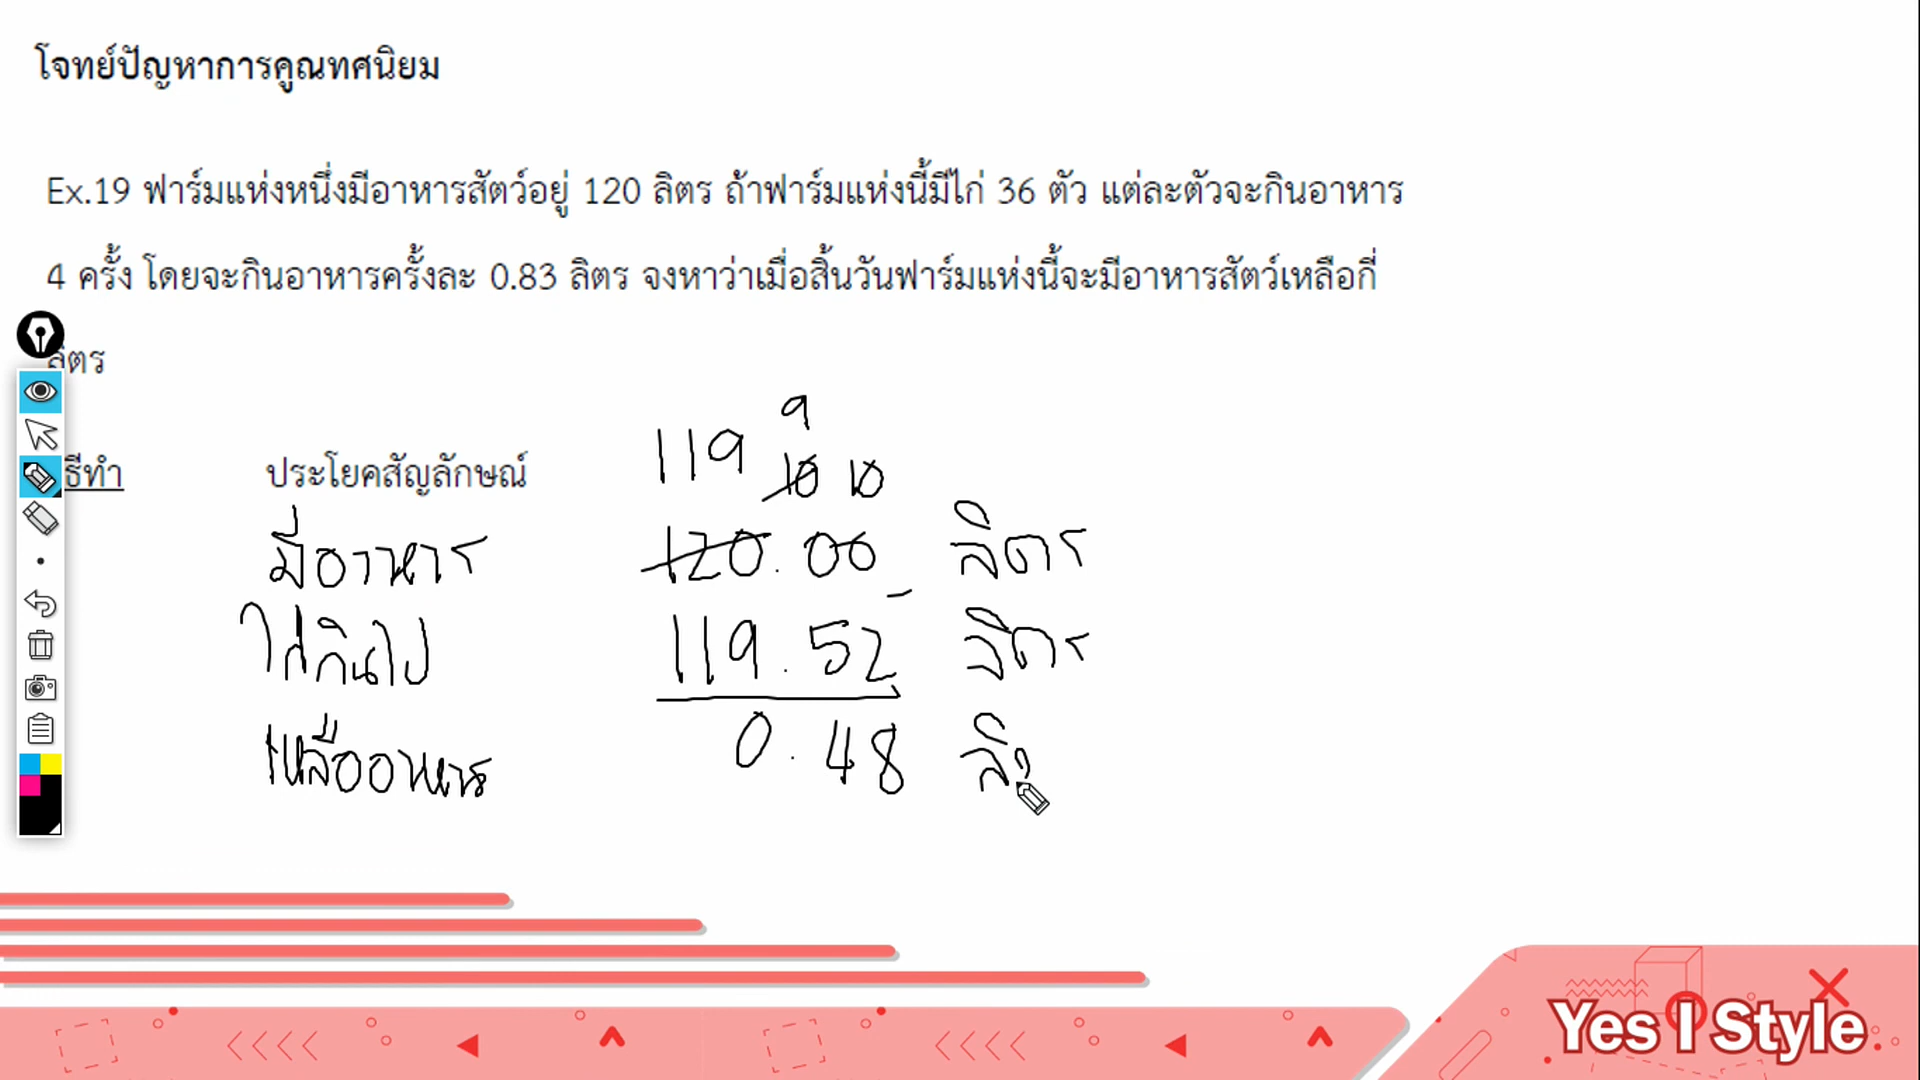 โจทย์ปัญหาการคูณทศนิยม
Ex.19 ฟาร์มแห่งหนึ่งมีอาหารสัตว์อยู่ 120 ลิตร ถ้าฟาร์มแห่งนี้มีไก่ 36 ตัว แต่ละตัวจะกินอาหาร
4 ครั้ง โดยจะกินอาหารครั้งละ 0.83 ลิตร จงหาว่าเมื่อสิ้นวันฟาร์มแห่งนี้จะมีอาหารสัตว์เหลือกี่
ลิตร
9
119 10 10
ธีทำ ประโยคสัญลักษณ์
มีอาหาร 120.00 ลิตร
-
ไก่กินไป 119.52 ลิตร
เหลืออาหาร 0.48
Yes I Style